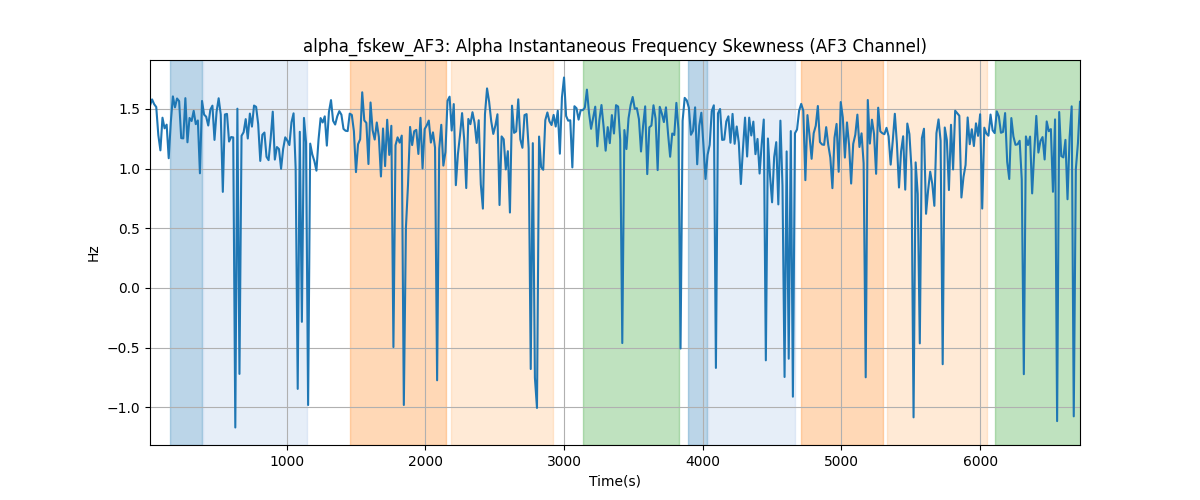 alpha_fskew_AF3: Alpha Instantaneous Frequency Skewness (AF3 Channel)
Hz
1.5
1.0
0.5
0.0
−0.5
−1.0
1000 2000 3000 4000 5000 6000
Time(s)